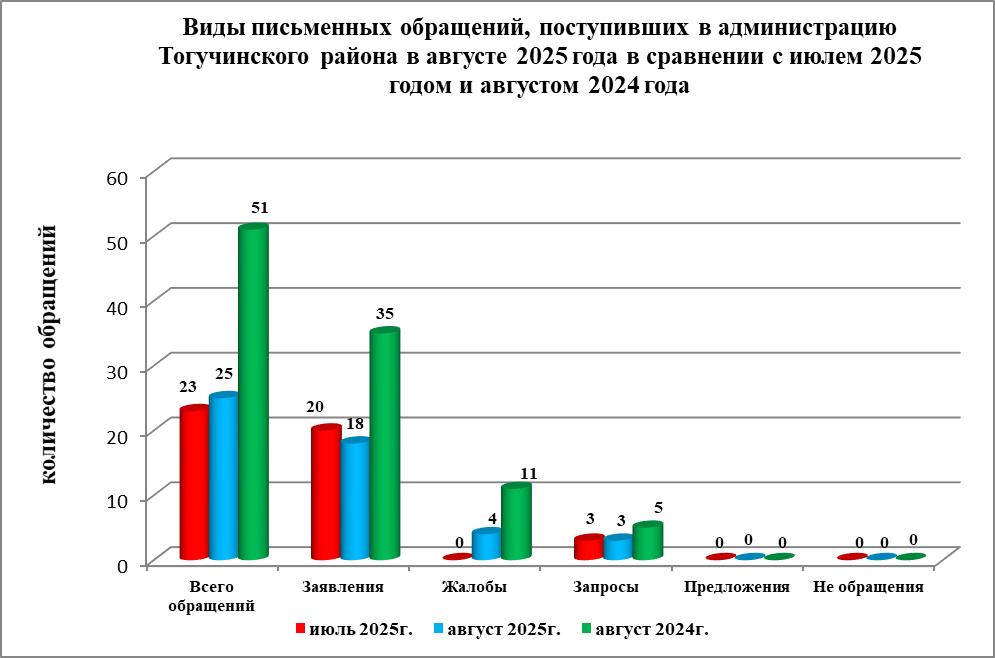 Виды письменных обращений, поступивших в администрацию
Тогучинского района в августе 2025 года в сравнении с июлем 2025
годом и августом 2024 года
количество обращений
60
50
40
30
20
10
0
23
25
51
20
18
35
0
4
11
3
3
5
0
0
0
0
0
0
Всего
обращений
Заявления
Жалобы
Запросы
Предложения
Не обращения
июль 2025г.
август 2025г.
август 2024г.